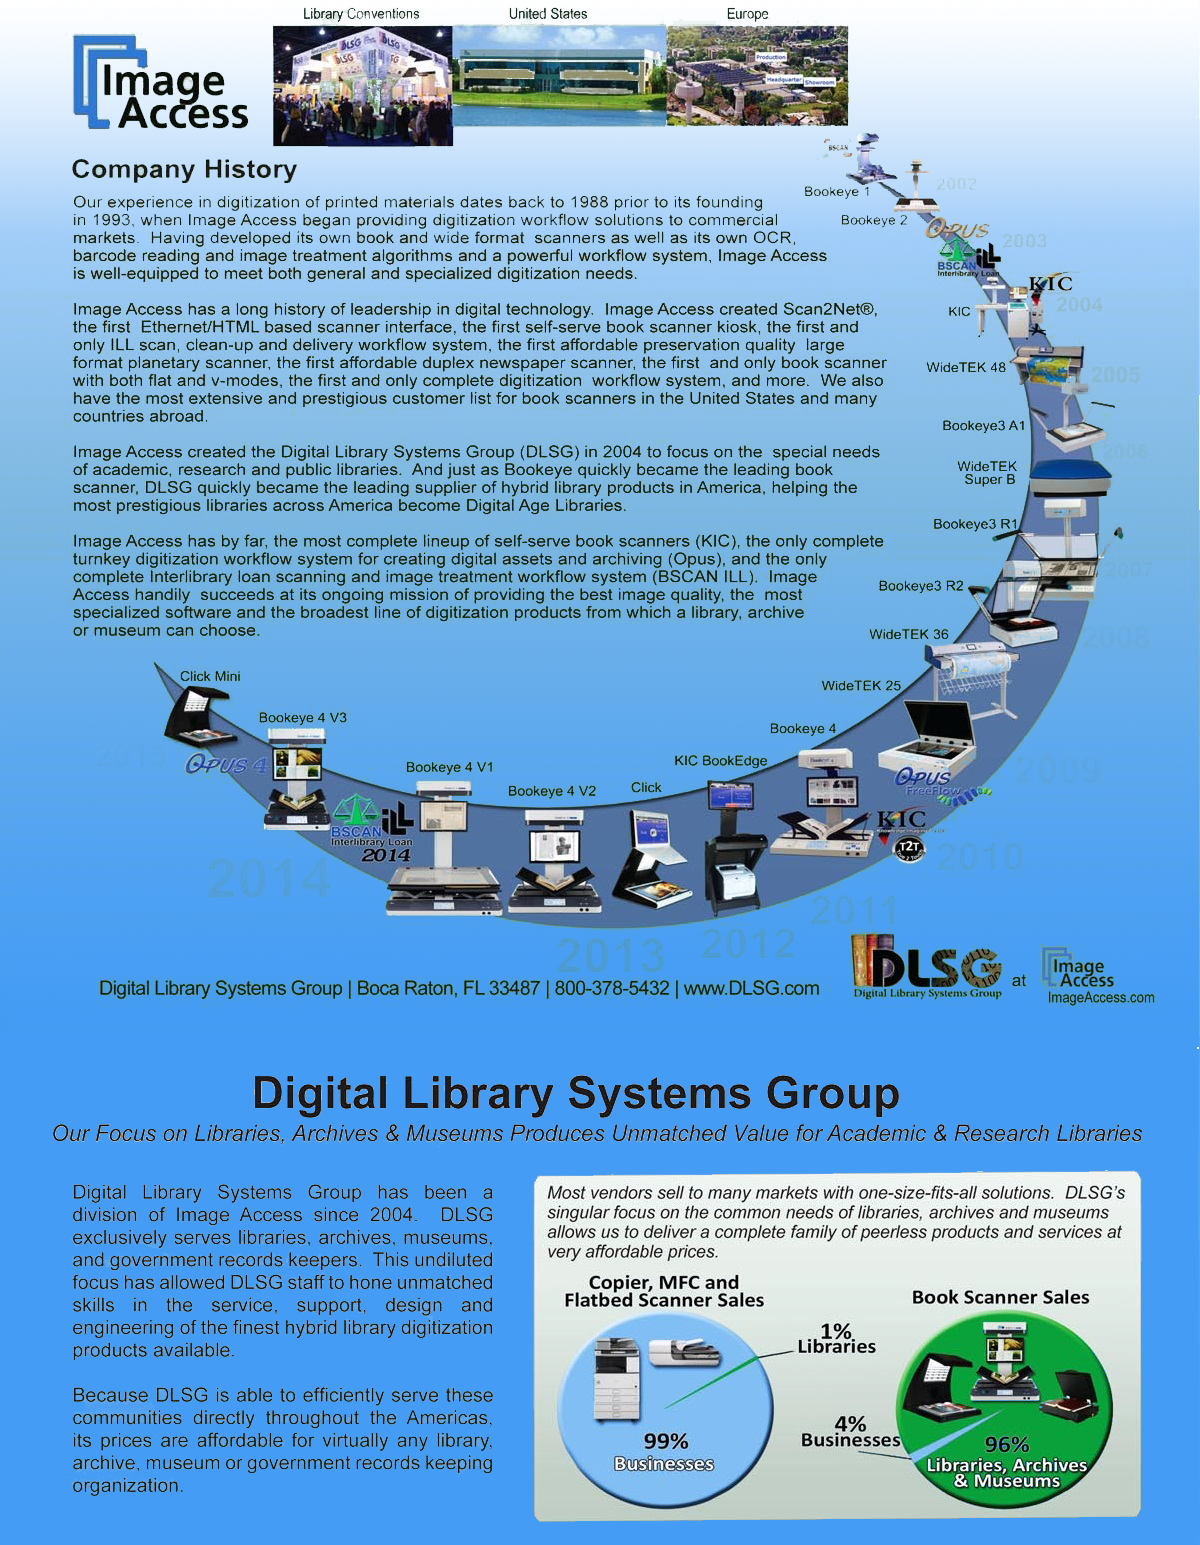 Library Conventions
United States
Europe
Image
Access
DLSG
Production
Headquarter
Showroom
Company History
Our experience in digitization of printed materials dates back to 1988 prior to its founding
in 1993, when Image Access began providing digitization workflow solutions to commercial
markets. Having developed its own book and wide format scanners as well as its own OCR,
barcode reading and image treatment algorithms and a powerful workflow system, Image Access
is well-equipped to meet both general and specialized digitization needs.
Image Access has a long history of leadership in digital technology. Image Access created Scan2Net®,
the first Ethernet/HTML based scanner interface, the first self-serve book scanner kiosk, the first and
only ILL scan, clean-up and delivery workflow system, the first affordable preservation quality large
format planetary scanner, the first affordable duplex newspaper scanner, the first and only book scanner
with both flat and v-modes, the first and only complete digitization workflow system, and more. We also
have the most extensive and prestigious customer list for book scanners in the United States and many
countries abroad.
Image Access created the Digital Library Systems Group (DLSG) in 2004 to focus on the special needs
of academic, research and public libraries. And just as Bookeye quickly became the leading book
scanner, DLSG quickly became the leading supplier of hybrid library products in America, helping the
most prestigious libraries across America become Digital Age Libraries.
Image Access has by far, the most complete lineup of self-serve book scanners (KIC), the only complete
turnkey digitization workflow system for creating digital assets and archiving (Opus), and the only
complete Interlibrary loan scanning and image treatment workflow system (BSCAN ILL). Image
Access handily succeeds at its ongoing mission of providing the best image quality, the most
specialized software and the broadest line of digitization products from which a library, archive
or museum can choose.
BSCAN
Bookeye 1
2002
Bookeye 2
OPUS
2003
BSCAN ILL
Interlibrary Loan
KIC
KIC
2004
WideTEK 48
2005
Bookeye3 A1
2006
WideTEK
Super B
Bookeye3 R1
2007
Bookeye3 R2
2008
WideTEK 36
WideTEK 25
OPUS
FreeFlow
2009
Bookeye 4
KIC
T2T
2010
KIC BookEdge
2011
Click
2012
Bookeye 4 V2
2013
Bookeye 4 V1
BSCAN ILL
Interlibrary Loan
2014
Bookeye 4 V3
2014
Click Mini
OPUS 4
2015
Digital Library Systems Group | Boca Raton, FL 33487 | 800-378-5432 | www.DLSG.com
DLSG
Digital Library Systems Group
at
Image
Access
ImageAccess.com
Digital Library Systems Group
Our Focus on Libraries, Archives & Museums Produces Unmatched Value for Academic & Research Libraries
Digital Library Systems Group has been a
division of Image Access since 2004. DLSG
exclusively serves libraries, archives, museums,
and government records keepers. This undiluted
focus has allowed DLSG staff to hone unmatched
skills in the service, support, design and
engineering of the finest hybrid library digitization
products available.
Because DLSG is able to efficiently serve these
communities directly throughout the Americas,
its prices are affordable for virtually any library,
archive, museum or government records keeping
organization.
Most vendors sell to many markets with one-size-fits-all solutions. DLSG's
singular focus on the common needs of libraries, archives and museums
allows us to deliver a complete family of peerless products and services at
very affordable prices.
Copier, MFC and
Flatbed Scanner Sales
1%
Libraries
99%
Businesses
Book Scanner Sales
4%
Businesses
96%
Libraries, Archives
& Museums